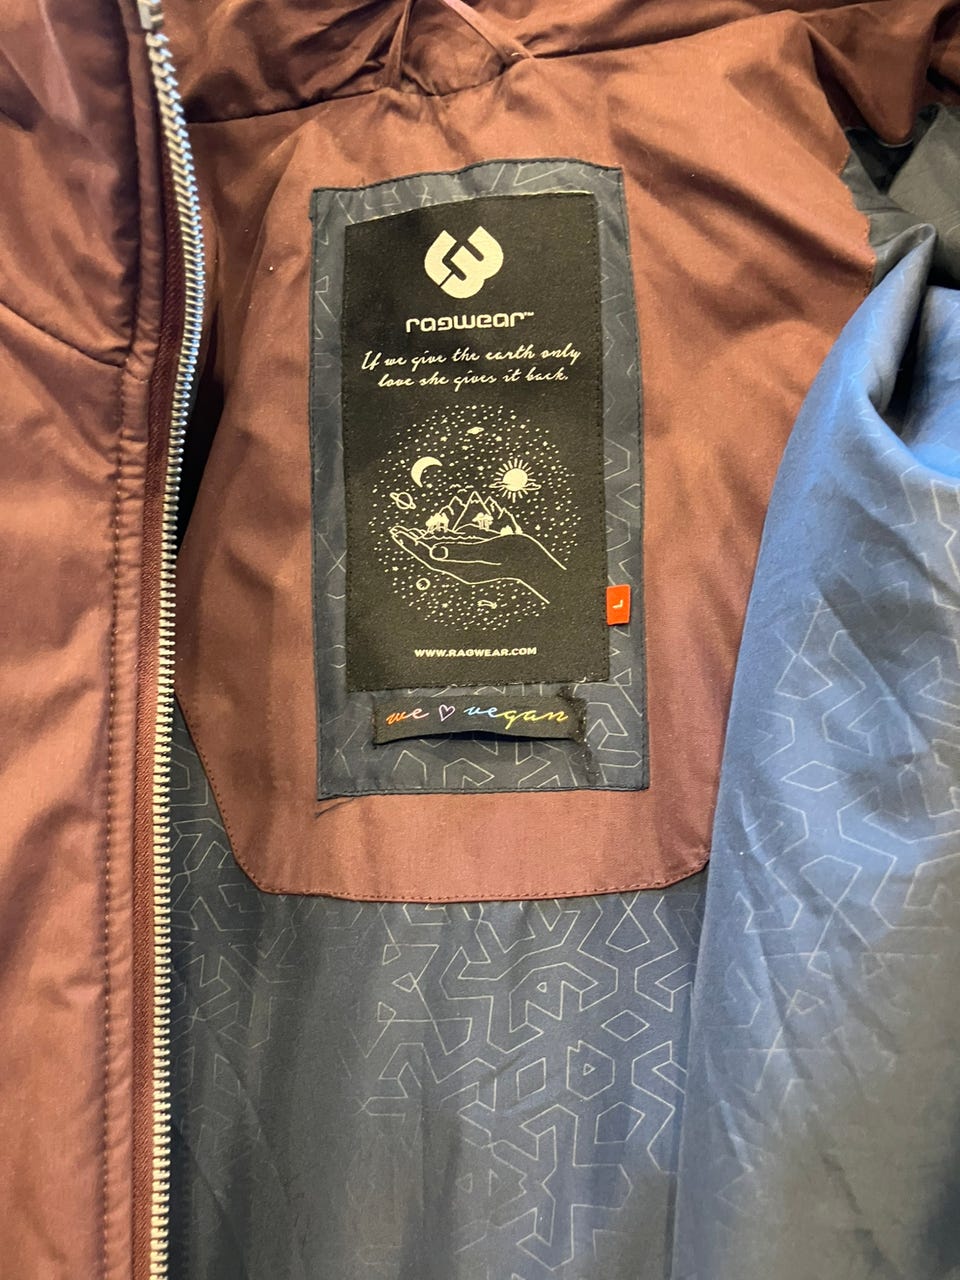 ragwear™
If we give the earth only
love she gives it back.
L
WWW.RAGWEAR.COM
we ♡ vegan